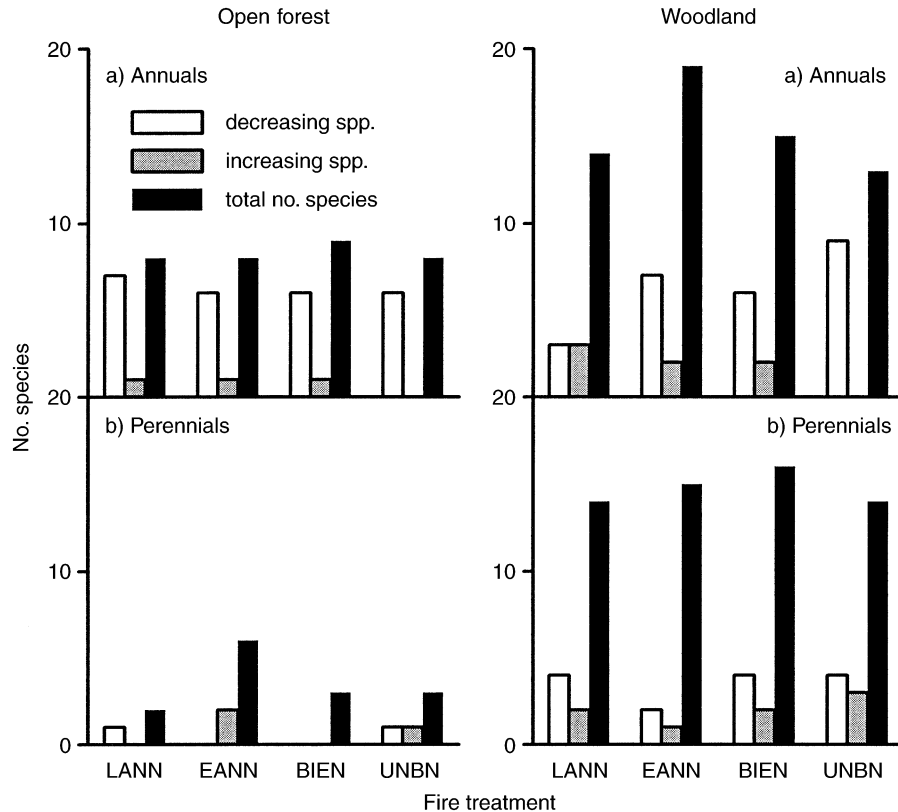 Open forest
Woodland
20
20
a) Annuals
a) Annuals
decreasing spp.
increasing spp.
total no. species
10
10
No. species
20
20
b) Perennials
b) Perennials
10
10
0
0
LANN EANN BIEN UNBN
LANN EANN BIEN UNBN
Fire treatment